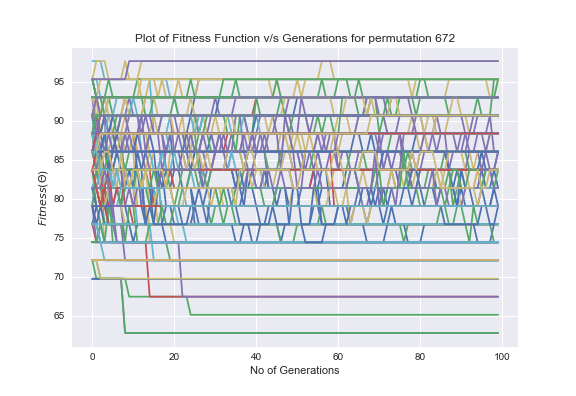 Plot of Fitness Function v/s Generations for permutation 672
Fitness(Θ)
95
90
85
80
75
70
65
0 20 40 60 80 100
No of Generations